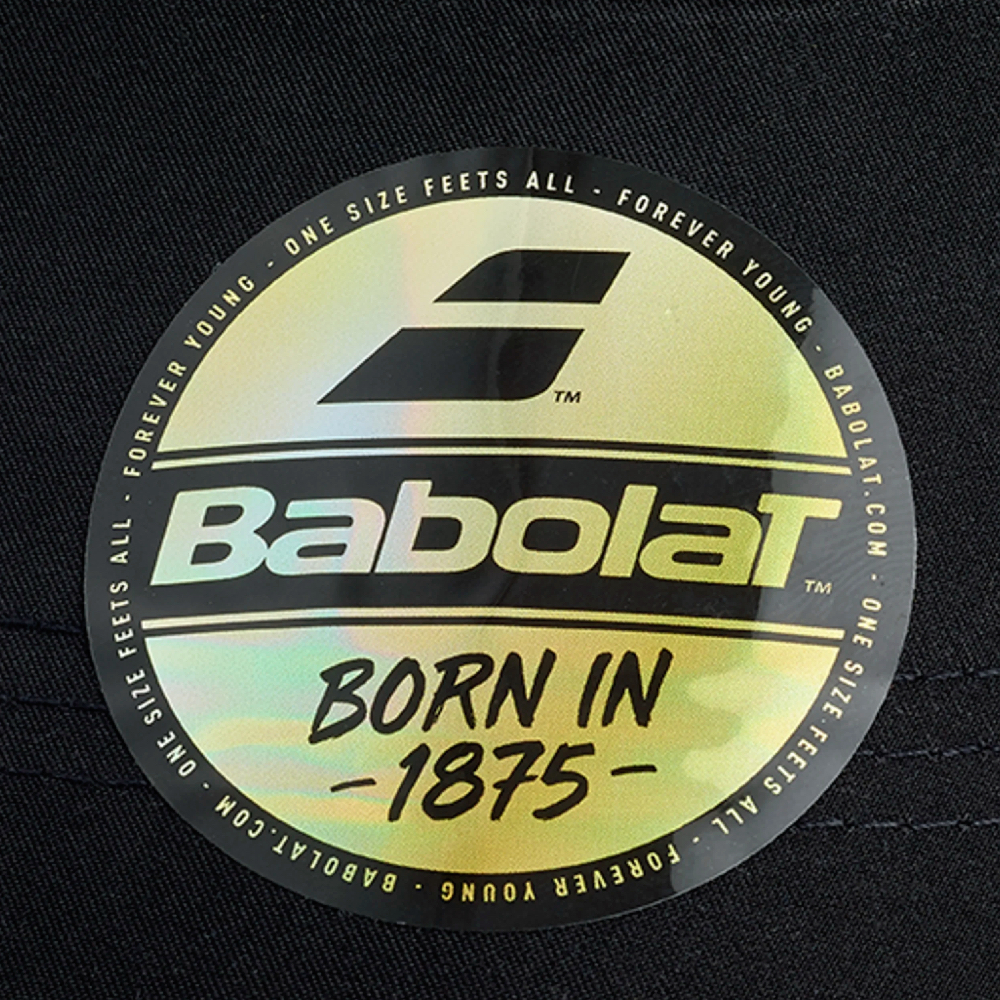 ONE SIZE FEETS ALL - FOREVER YOUNG - BABOLAT.COM - ONE SIZE FEETS ALL - FOREVER YOUNG - BABOLAT.COM - ONE SIZE FEETS ALL - FOREVER YOUNG -
TM
Babolat
TM
BORN IN
-1875-